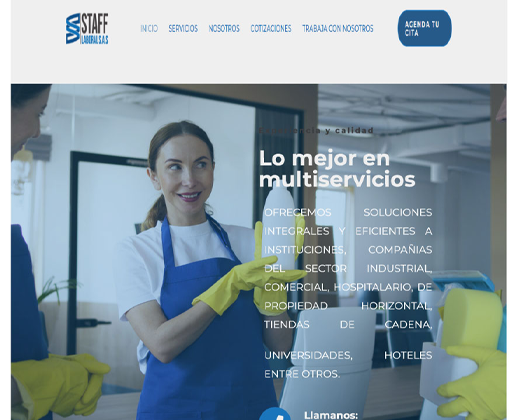 STAFF
LABORAL S.A.S
INICIO SERVICIOS NOSOTROS COTIZACIONES TRABAJA CON NOSOTROS
AGENDA TU
CITA
y calidad
Lo mejor en
multiservicios
OFRECEMOS SOLUCIONES
INTEGRALES Y EFICIENTES A
INSTITUCIONES, COMPAÑIAS
DEL SECTOR INDUSTRIAL,
COMERCIAL, HOSPITALARIO, DE
PROPIEDAD HORIZONTAL,
TIENDAS DE CADENA,
UNIVERSIDADES, HOTELES
ENTRE OTROS.
Llamanos: